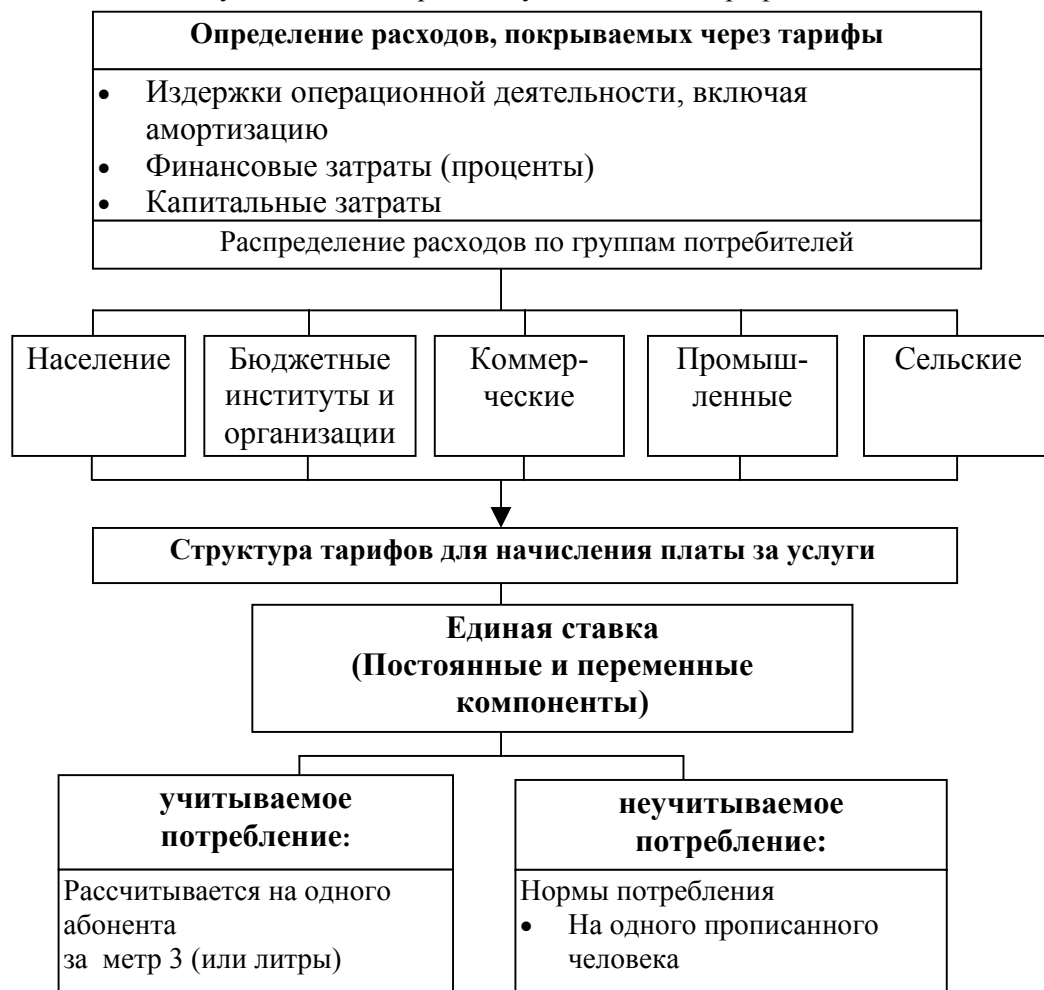 Определение расходов, покрываемых через тарифы
• Издержки операционной деятельности, включая
амортизацию
• Финансовые затраты (проценты)
• Капитальные затраты
Распределение расходов по группам потребителей
Население
Бюджетные
институты и
организации
Коммер-
ческие
Промыш-
ленные
Сельские
Структура тарифов для начисления платы за услуги
Единая ставка
(Постоянные и переменные
компоненты)
учитываемое
потребление:
Рассчитывается на одного
абонента
за метр 3 (или литры)
неучитываемое
потребление:
Нормы потребления
• На одного прописанного
человека